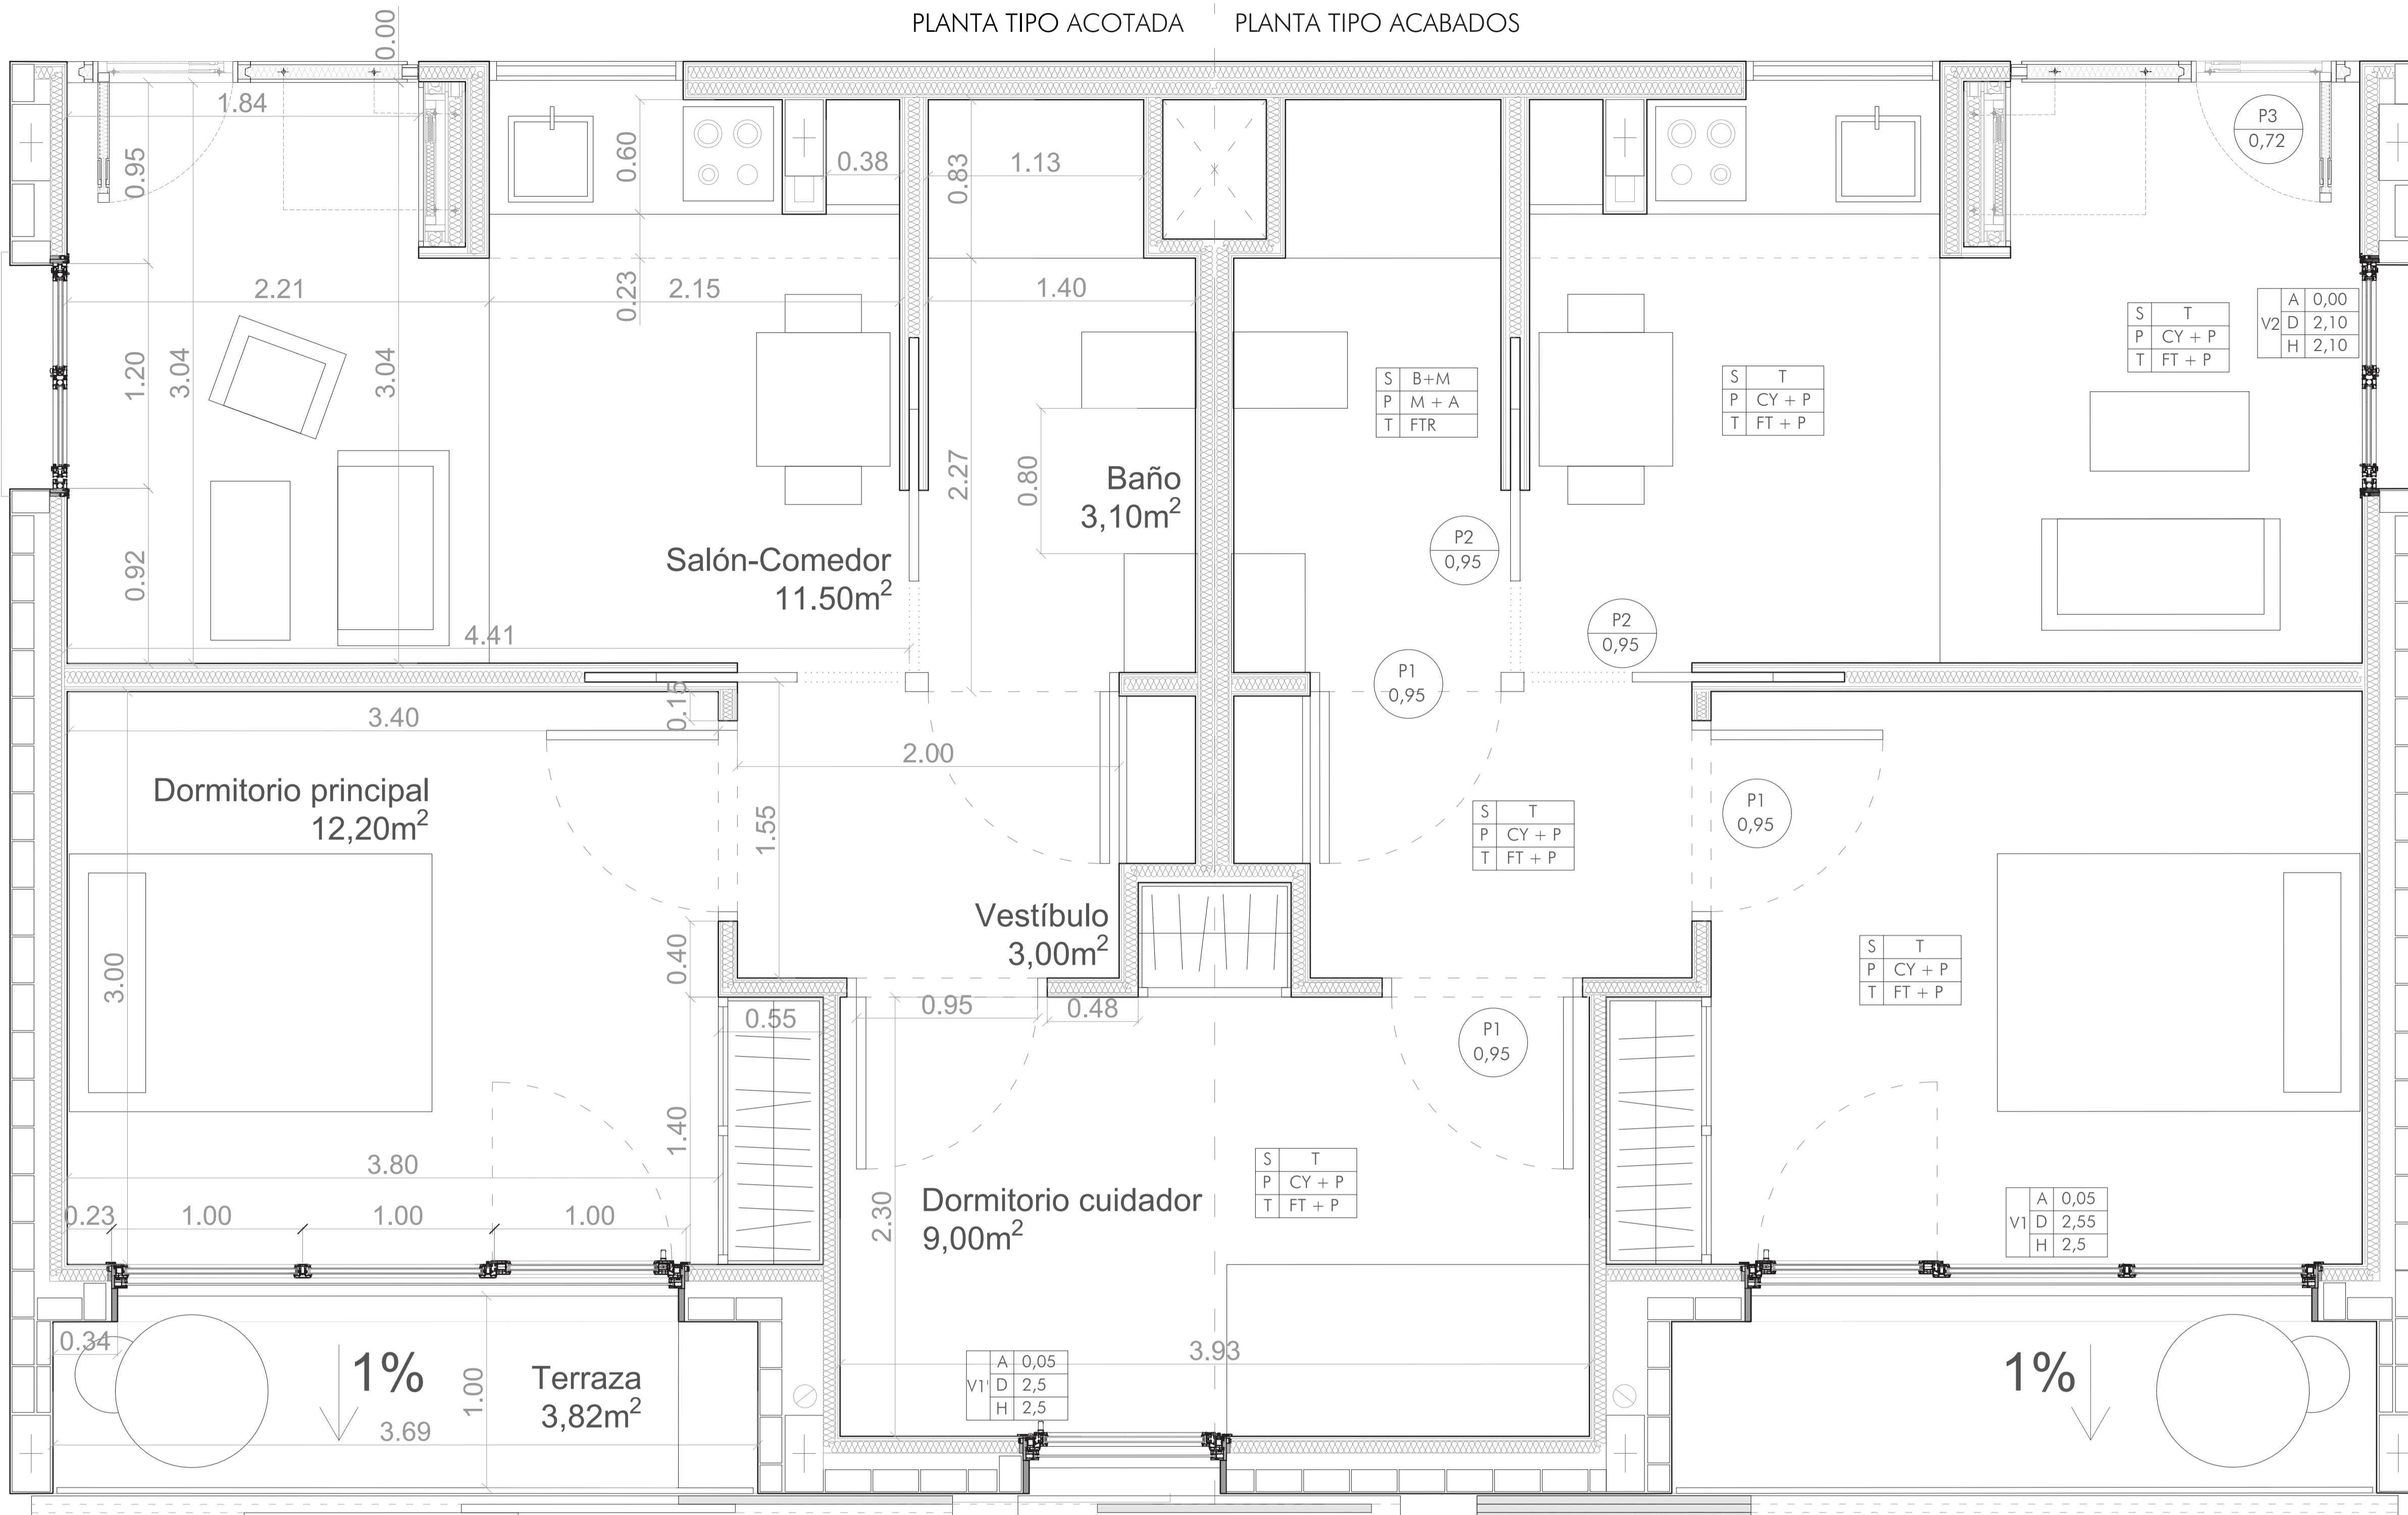 PLANTA TIPO ACOTADA
PLANTA TIPO ACABADOS
0.00
1.84
0.95
0.60
0.38
0.83
1.13
P3
0,72
2.21
0.23
2.15
1.40
1.20
3.04
3.04
S T
P CY + P
T FT + P
V2
A 0,00
D 2,10
H 2,10
S B+M
P M + A
T FTR
S T
P CY + P
T FT + P
2.27
0.80
Baño
3,10m²
0.92
Salón-Comedor
11.50m²
P2
0,95
4.41
P2
0,95
P1
0,95
0.15
3.40
2.00
Dormitorio principal
12,20m²
1.55
S T
P CY + P
T FT + P
P1
0,95
3.00
0.40
Vestíbulo
3,00m²
S T
P CY + P
T FT + P
0.55
0.95
0.48
P1
0,95
1.40
3.80
2.30
Dormitorio cuidador
9,00m²
S T
P CY + P
T FT + P
0.23
1.00
1.00
1.00
V1
A 0,05
D 2,55
H 2,5
0.34
1%
1.00
Terraza
3,82m²
3.69
V1'
A 0,05
D 2,5
H 2,5
3.93
1%